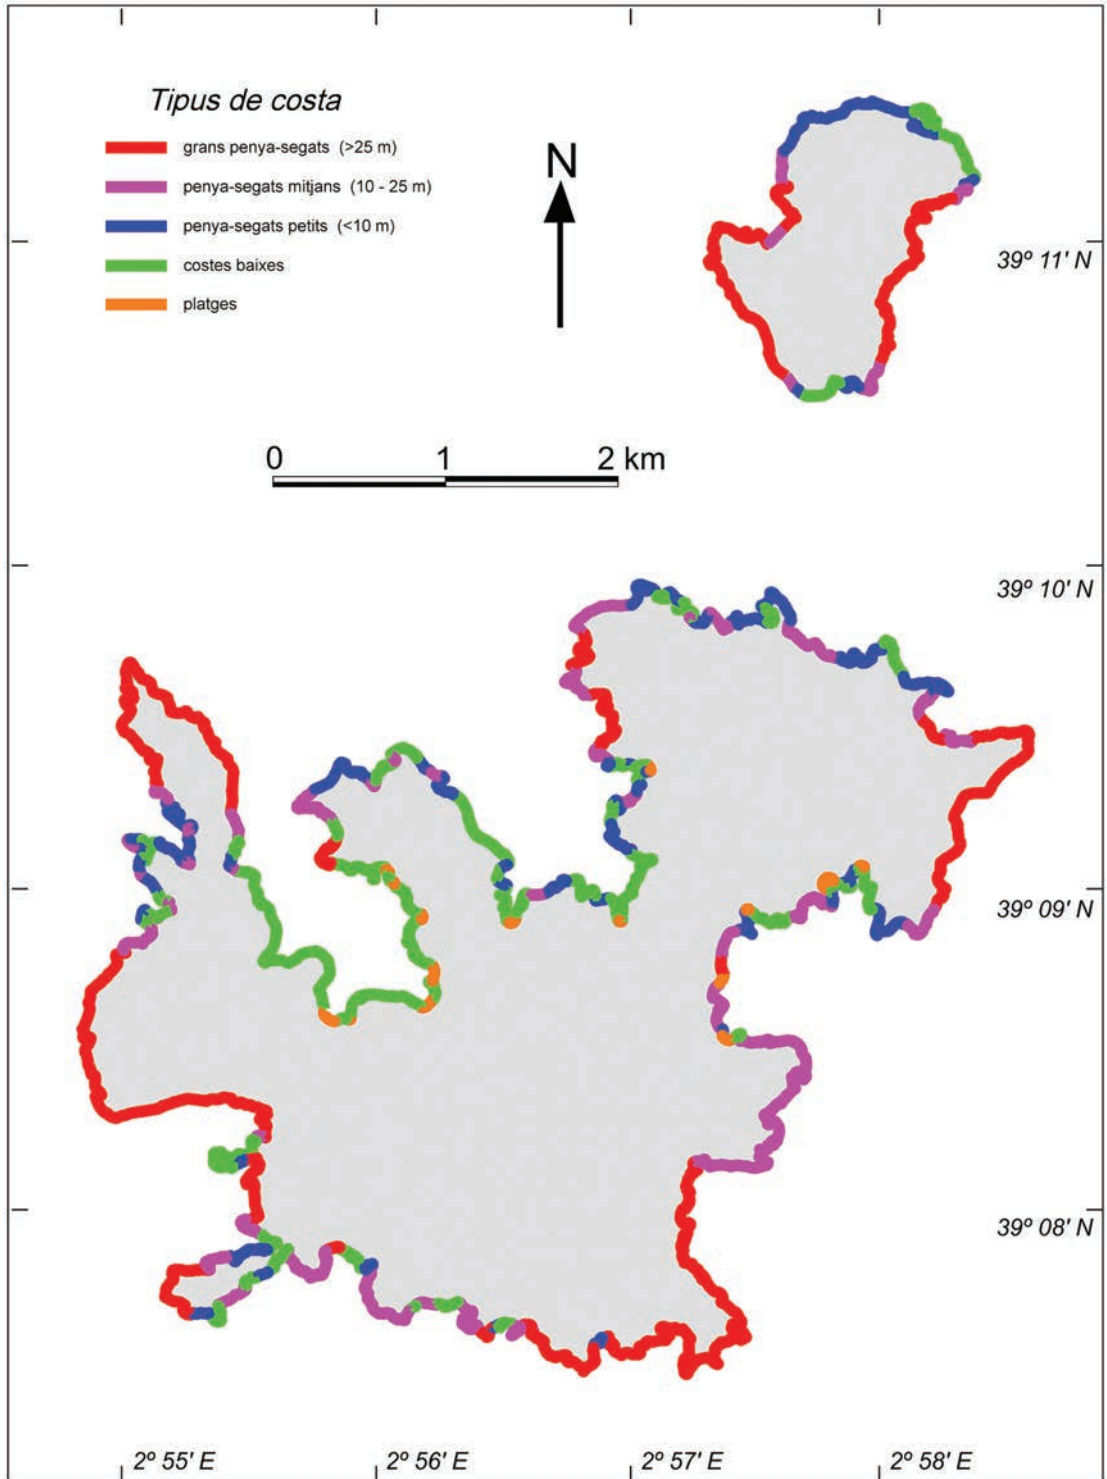 Tipus de costa
grans penya-segats (>25 m)
penya-segats mitjans (10 - 25 m)
penya-segats petits (<10 m)
costes baixes
platges
N
39º 11' N
0 1 2 km
39º 10' N
39º 09' N
39º 08' N
2º 55' E 2º 56' E 2º 57' E 2º 58' E